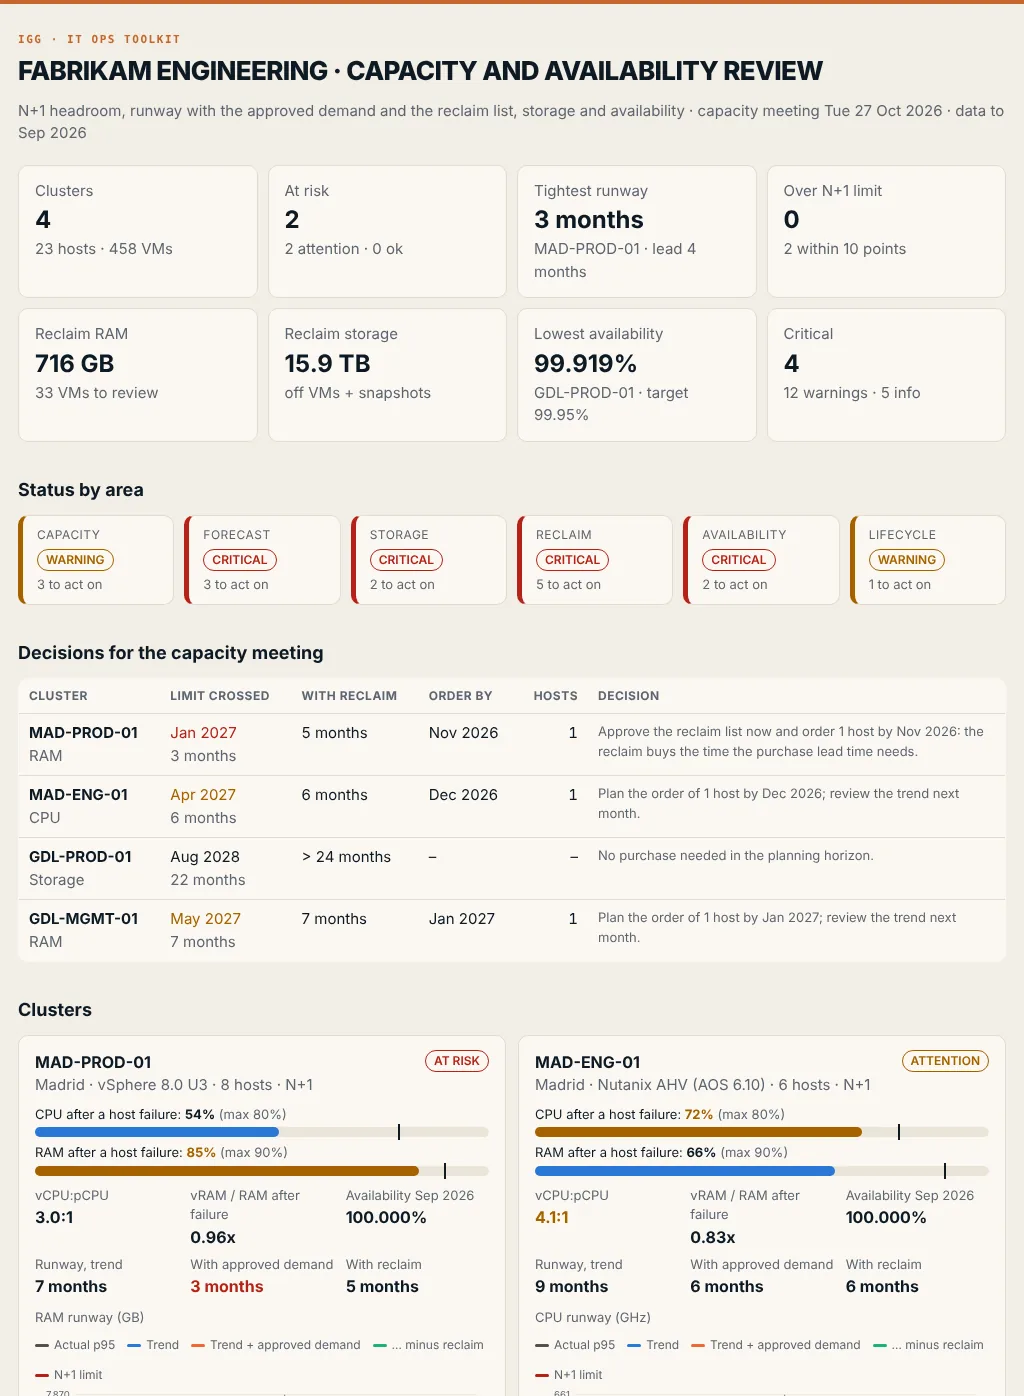 IGG · IT OPS TOOLKIT
FABRIKAM ENGINEERING · CAPACITY AND AVAILABILITY REVIEW
N+1 headroom, runway with the approved demand and the reclaim list, storage and availability · capacity meeting Tue 27 Oct 2026 · data to
Sep 2026
Clusters
4
23 hosts · 458 VMs
At risk
2
2 attention · 0 ok
Tightest runway
3 months
MAD-PROD-01 · lead 4
months
Over N+1 limit
0
2 within 10 points
Reclaim RAM
716 GB
33 VMs to review
Reclaim storage
15.9 TB
off VMs + snapshots
Lowest availability
99.919%
GDL-PROD-01 · target
99.95%
Critical
4
12 warnings · 5 info
Status by area
CAPACITY
WARNING
3 to act on
FORECAST
CRITICAL
3 to act on
STORAGE
CRITICAL
2 to act on
RECLAIM
CRITICAL
5 to act on
AVAILABILITY
CRITICAL
2 to act on
LIFECYCLE
WARNING
1 to act on
Decisions for the capacity meeting
CLUSTER LIMIT CROSSED WITH RECLAIM ORDER BY HOSTS DECISION
MAD-PROD-01 Jan 2027 5 months Nov 2026 1 Approve the reclaim list now and order 1 host by Nov 2026: the
RAM 3 months reclaim buys the time the purchase lead time needs.
MAD-ENG-01 Apr 2027 6 months Dec 2026 1 Plan the order of 1 host by Dec 2026; review the trend next
CPU 6 months month.
GDL-PROD-01 Aug 2028 > 24 months – – No purchase needed in the planning horizon.
Storage 22 months
GDL-MGMT-01 May 2027 7 months Jan 2027 1 Plan the order of 1 host by Jan 2027; review the trend next
RAM 7 months month.
Clusters
MAD-PROD-01 AT RISK
Madrid · vSphere 8.0 U3 · 8 hosts · N+1
CPU after a host failure: 54% (max 80%)
RAM after a host failure: 85% (max 90%)
vCPU:pCPU
3.0:1
vRAM / RAM after
failure
0.96x
Availability Sep 2026
100.000%
Runway, trend
7 months
With approved demand
3 months
With reclaim
5 months
RAM runway (GB)
Actual p95 Trend Trend + approved demand ... minus reclaim
N+1 limit
7,870
MAD-ENG-01 ATTENTION
Madrid · Nutanix AHV (AOS 6.10) · 6 hosts · N+1
CPU after a host failure: 72% (max 80%)
RAM after a host failure: 66% (max 90%)
vCPU:pCPU
4.1:1
vRAM / RAM after
failure
0.83x
Availability Sep 2026
100.000%
Runway, trend
9 months
With approved demand
6 months
With reclaim
6 months
CPU runway (GHz)
Actual p95 Trend Trend + approved demand ... minus reclaim
N+1 limit
661